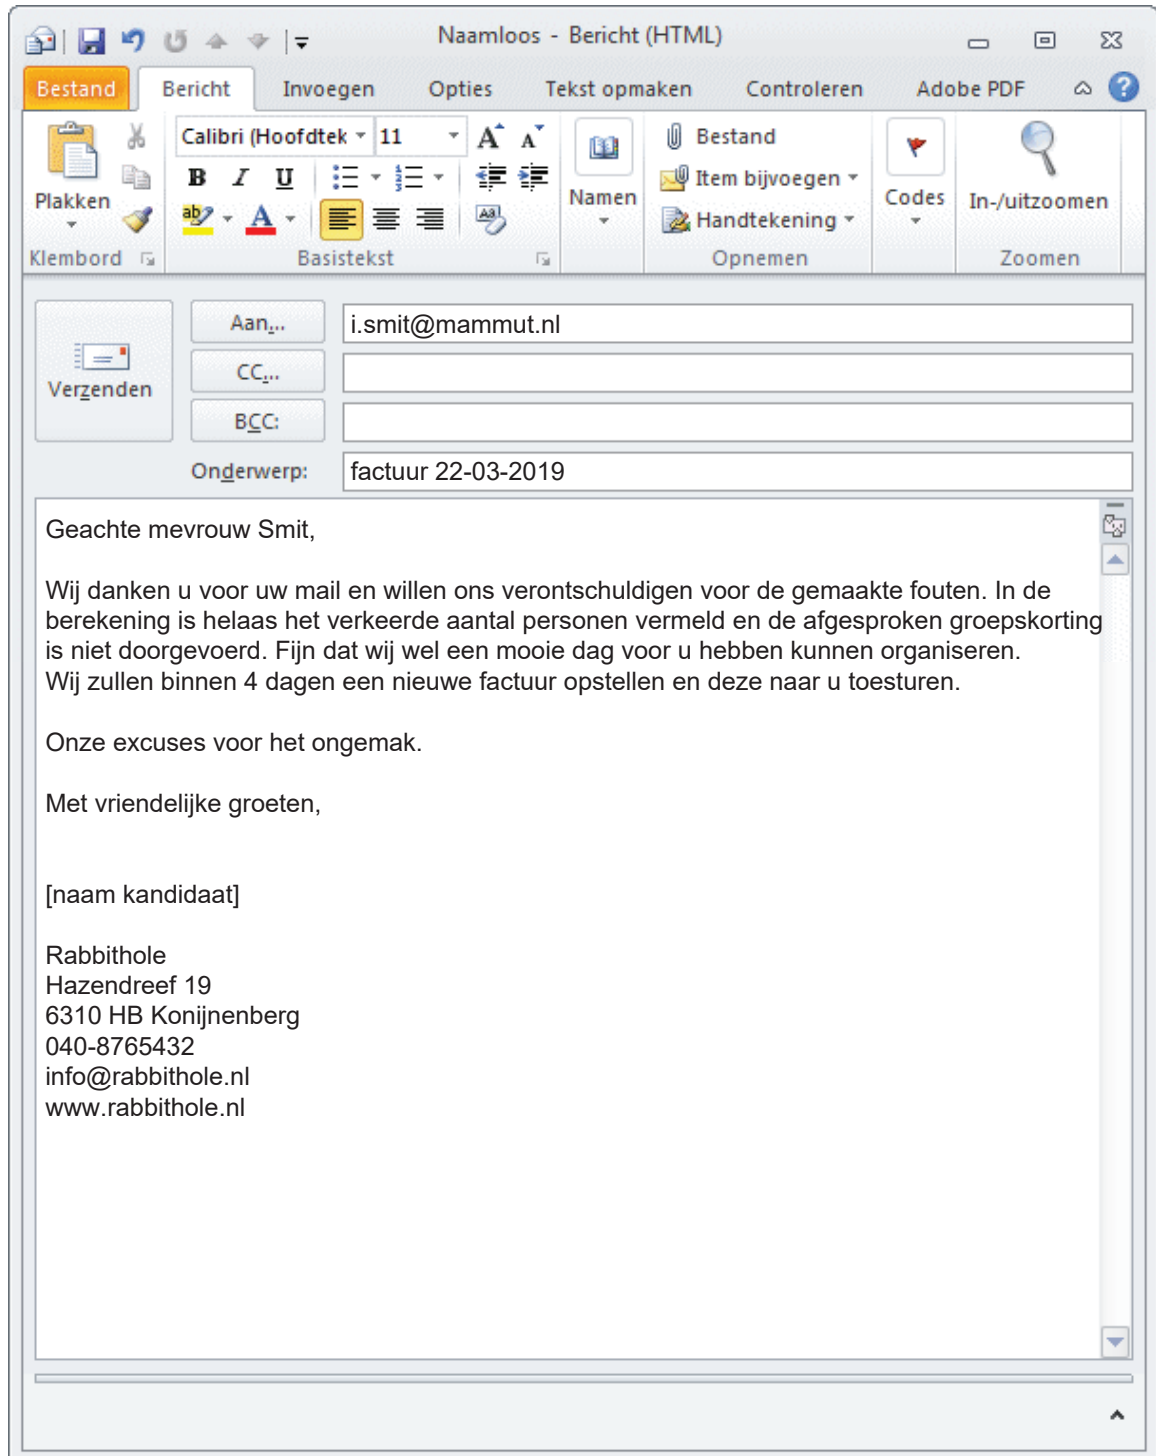 Naamloos - Bericht (HTML)
Bestand Bericht Invoegen Opties Tekst opmaken Controleren Adobe PDF
Plakken
Klembord
Calibri (Hoofdtek 11
B I U
Basistekst
Namen
Bestand
Item bijvoegen
Handtekening
Opnemen
Codes
In-/uitzoomen
Zoomen
Verzenden
Aan... i.smit@mammut.nl
CC...
BCC:
Onderwerp: factuur 22-03-2019
Geachte mevrouw Smit,
Wij danken u voor uw mail en willen ons verontschuldigen voor de gemaakte fouten. In de
berekening is helaas het verkeerde aantal personen vermeld en de afgesproken groepskorting
is niet doorgevoerd. Fijn dat wij wel een mooie dag voor u hebben kunnen organiseren.
Wij zullen binnen 4 dagen een nieuwe factuur opstellen en deze naar u toesturen.
Onze excuses voor het ongemak.
Met vriendelijke groeten,
[naam kandidaat]
Rabbithole
Hazendreef 19
6310 HB Konijnenberg
040-8765432
info@rabbithole.nl
www.rabbithole.nl